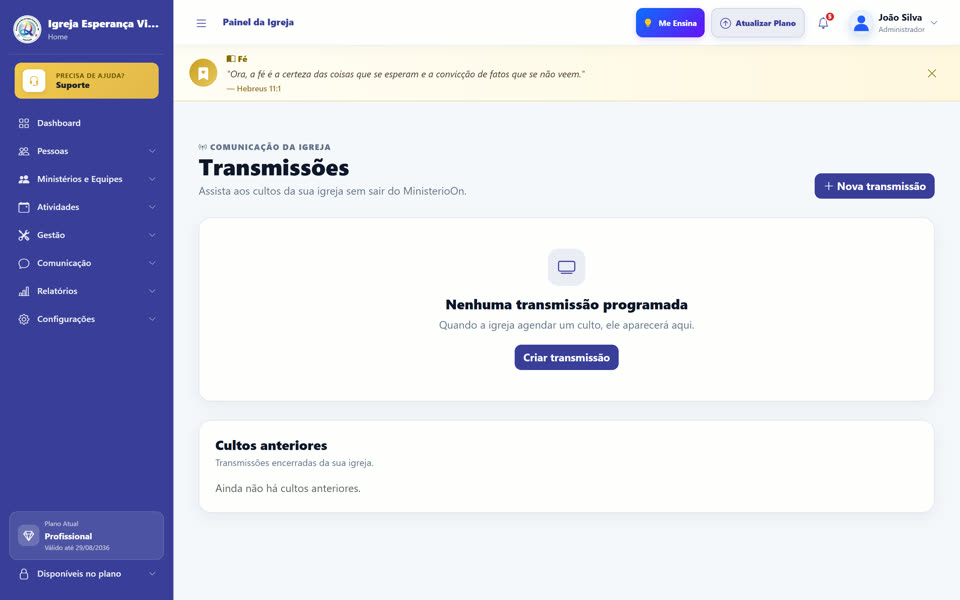 Igreja Esperança Vi...
Home
PRECISA DE AJUDA?
Suporte
Dashboard
Pessoas
Ministérios e Equipes
Atividades
Gestão
Comunicação
Relatórios
Configurações
Plano Atual
Profissional
Válido até 29/08/2036
Disponíveis no plano
Painel da Igreja
Me Ensina
Atualizar Plano
João Silva
Administrador
Fé
"Ora, a fé é a certeza das coisas que se esperam e a convicção de fatos que se não veem."
— Hebreus 11:1
COMUNICAÇÃO DA IGREJA
Transmissões
Assista aos cultos da sua igreja sem sair do MinisterioOn.
+ Nova transmissão
Nenhuma transmissão programada
Quando a igreja agendar um culto, ele aparecerá aqui.
Criar transmissão
Cultos anteriores
Transmissões encerradas da sua igreja.
Ainda não há cultos anteriores.